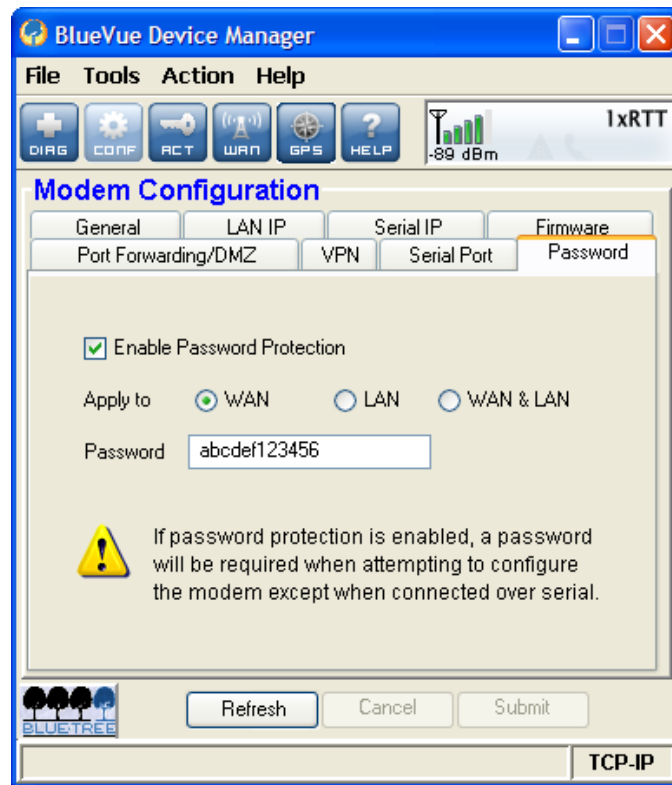 BlueVue Device Manager
File Tools Action Help
DIAG CONF ACT WAN GPS HELP
-89 dBm
1xRTT
Modem Configuration
General LAN IP Serial IP Firmware
Port Forwarding/DMZ VPN Serial Port Password
Enable Password Protection
Apply to WAN LAN WAN & LAN
Password abcdef123456
If password protection is enabled, a password
will be required when attempting to configure
the modem except when connected over serial.
BLUETREE
Refresh Cancel Submit
TCP-IP